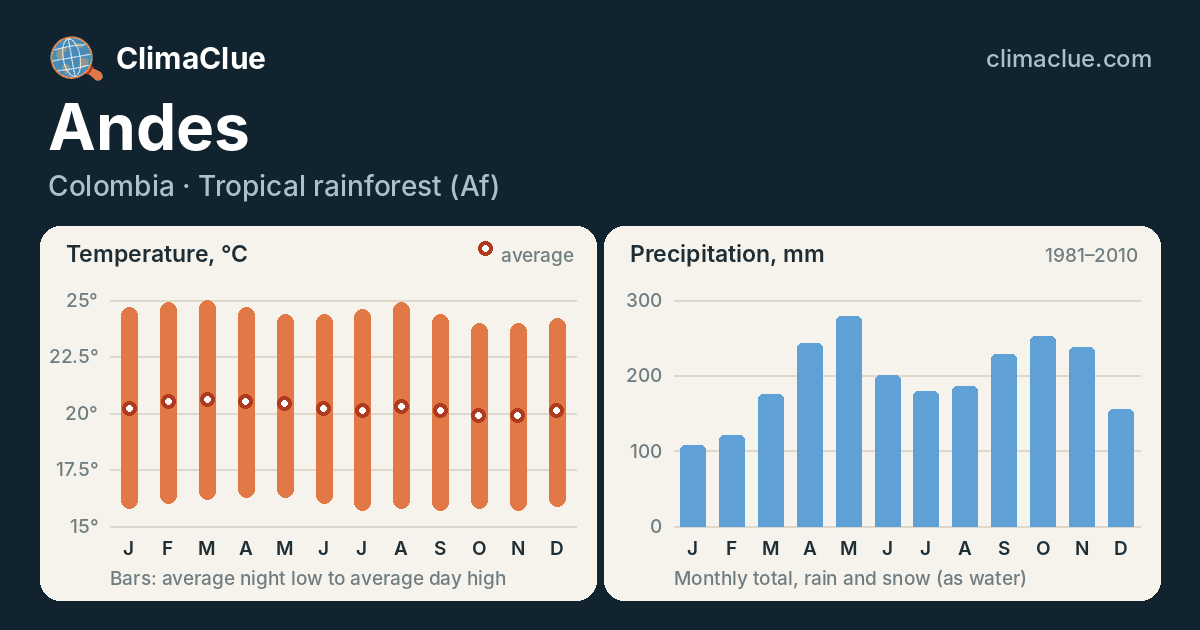 ClimaClue
climaclue.com
Andes
Colombia · Tropical rainforest (Af)
Temperature, °C
average
25°
22.5°
20°
17.5°
15°
J F M A M J J A S O N D
Bars: average night low to average day high
Precipitation, mm
1981–2010
300
200
100
0
J F M A M J J A S O N D
Monthly total, rain and snow (as water)